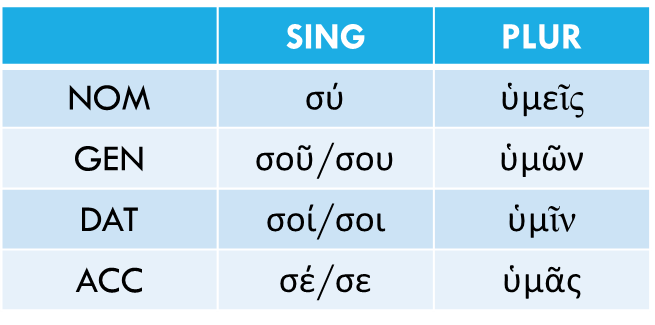 SING PLUR
NOM σύ ὑμεῖς
GEN σοῦ/σου ὑμῶν
DAT σοί/σοι ὑμῖν
ACC σέ/σε ὑμᾶς